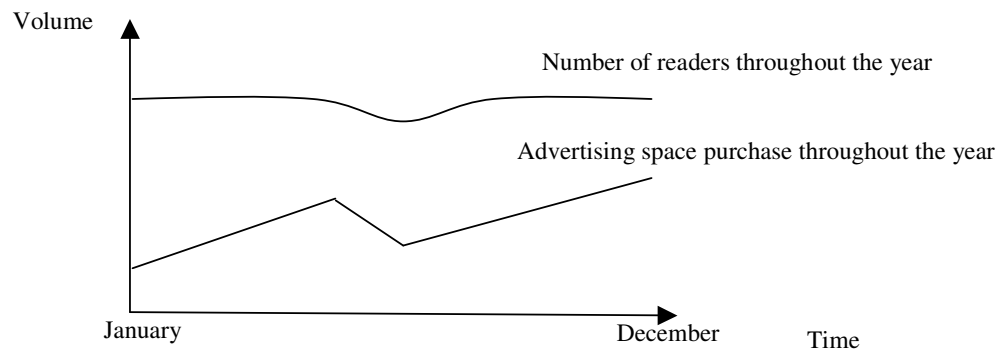 Volume
Number of readers throughout the year
Advertising space purchase throughout the year
January
December
Time